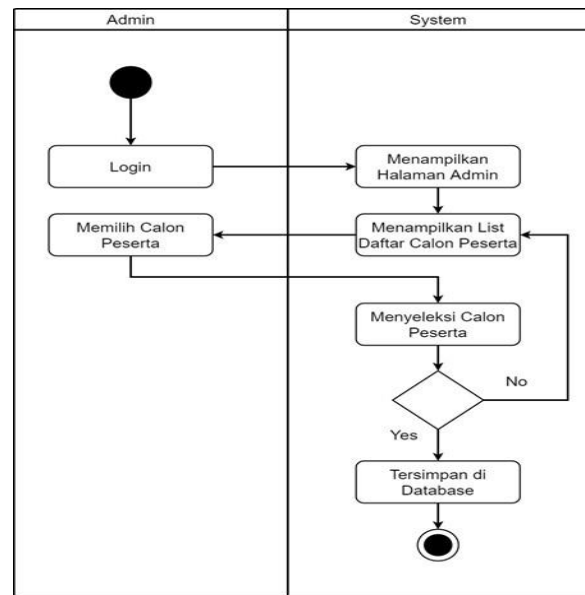 Admin
System
Login
Menampilkan
Halaman Admin
Memilih Calon
Peserta
Menampilkan List
Daftar Calon Peserta
Menyeleksi Calon
Peserta
No
Yes
Tersimpan di
Database